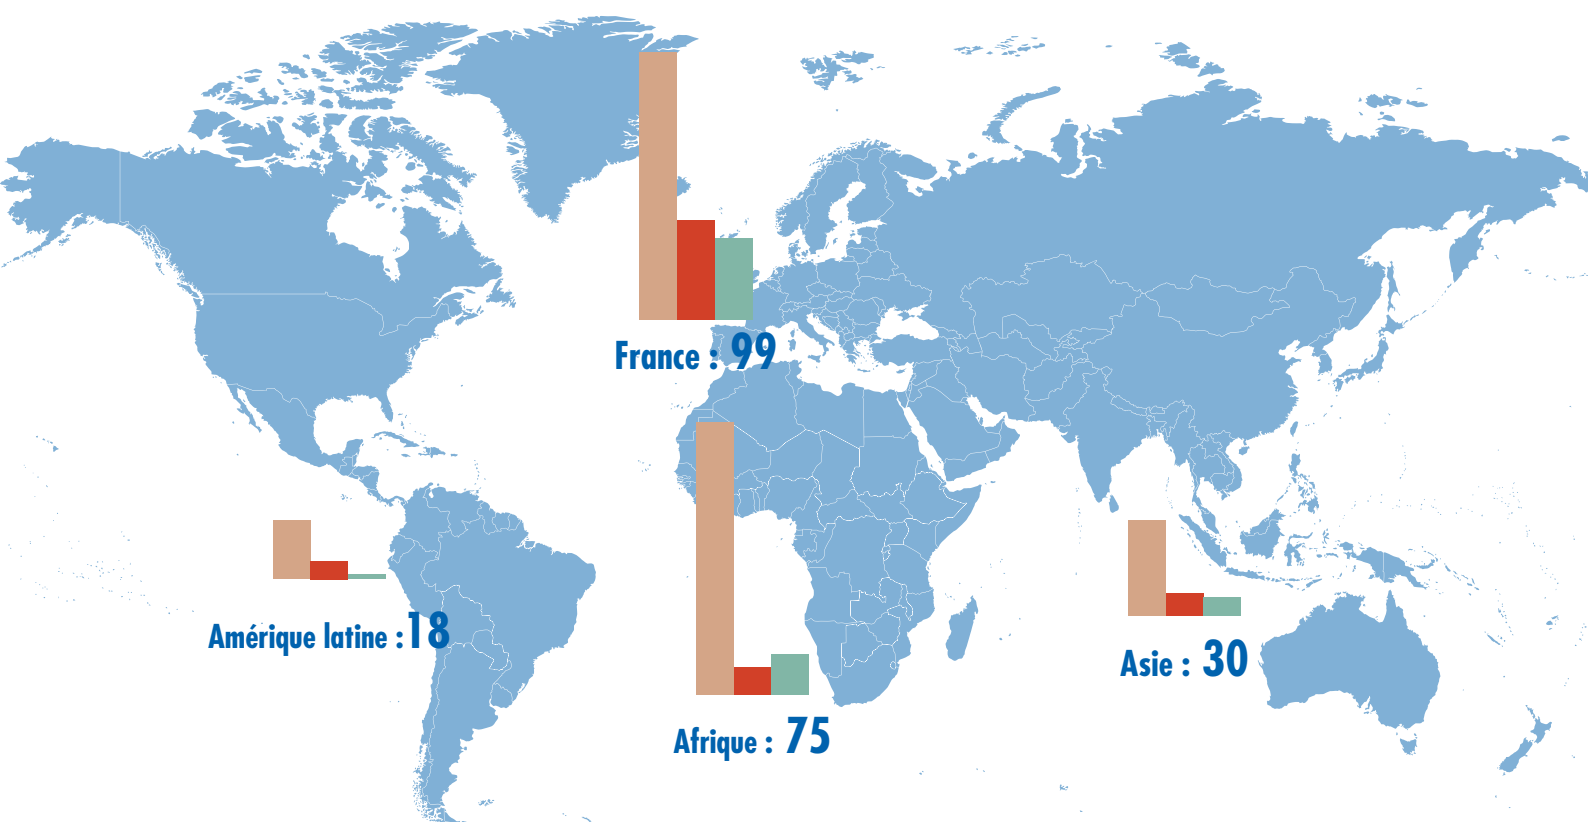 France : 99
Amérique latine :18
Asie : 30
Afrique : 75